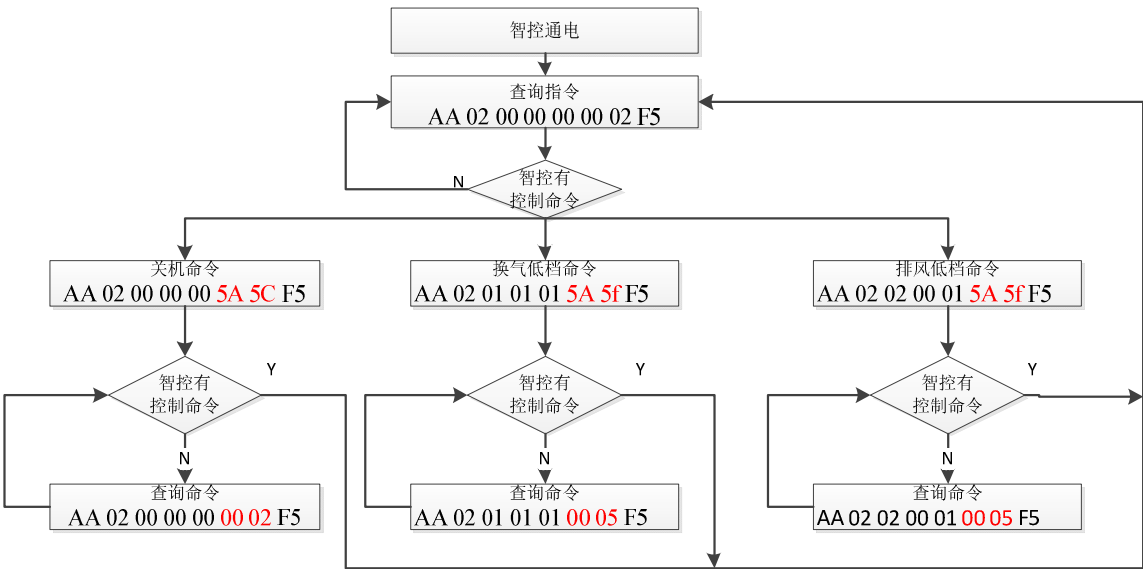 智控通电
查询指令
AA 02 00 00 00 00 02 F5
智控有
控制命令
N
关机命令
AA 02 00 00 00 5A 5C F5
换气低档命令
AA 02 01 01 01 5A 5f F5
排风低档命令
AA 02 02 00 01 5A 5f F5
智控有
控制命令
Y
智控有
控制命令
Y
智控有
控制命令
Y
N
N
N
查询命令
AA 02 00 00 00 00 02 F5
查询命令
AA 02 01 01 01 00 05 F5
查询命令
AA 02 02 00 01 00 05 F5